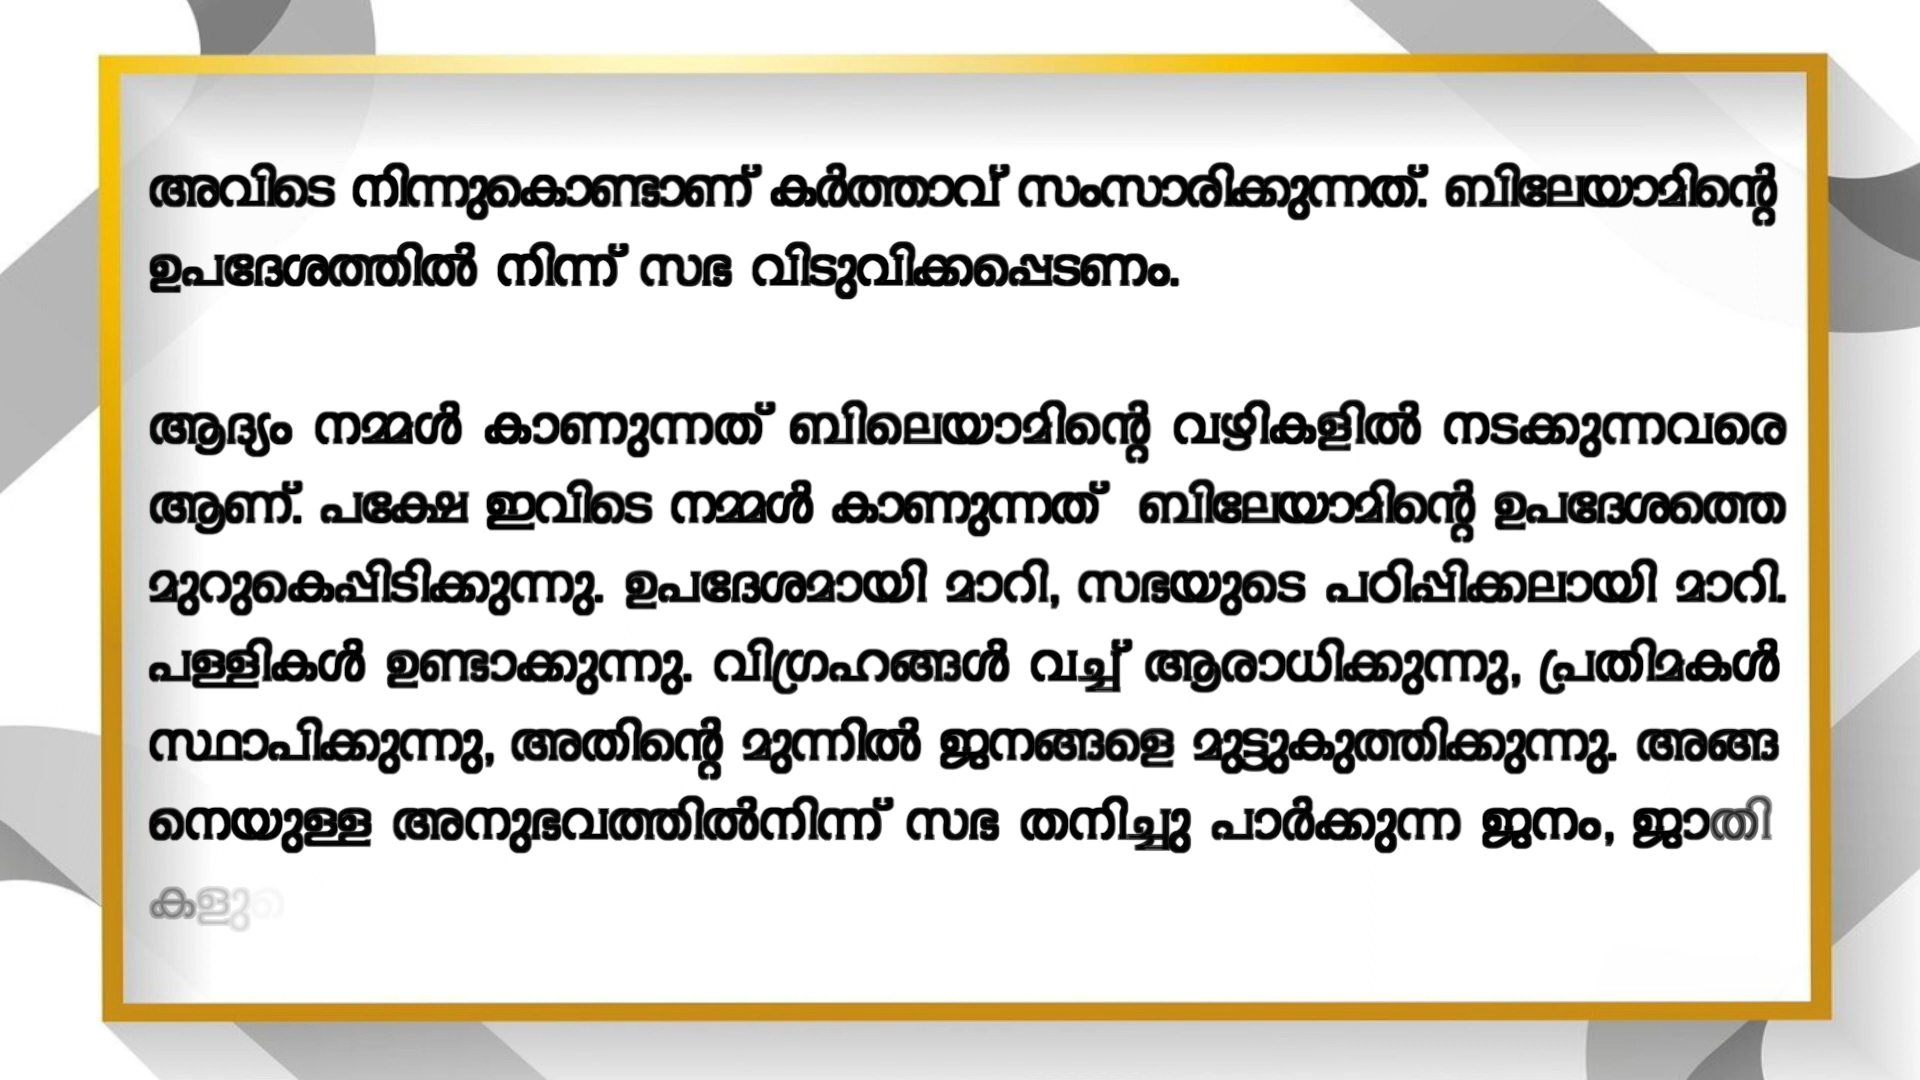 അവിടെ നിന്നുകൊണ്ടാണ് കർത്താവ് സംസാരിക്കുന്നത്. ബിലേയാമിന്റെ
ഉപദേശത്തിൽ നിന്ന് സഭ വിടുവിക്കപ്പെടണം.
ആദ്യം നമ്മൾ കാണുന്നത് ബിലെയാമിന്റെ വഴികളിൽ നടക്കുന്നവരെ
ആണ്. പക്ഷേ ഇവിടെ നമ്മൾ കാണുന്നത് ബിലേയാമിന്റെ ഉപദേശത്തെ
മുറുകെപ്പിടിക്കുന്നു. ഉപദേശമായി മാറി, സഭയുടെ പഠിപ്പിക്കലായി മാറി.
പള്ളികൾ ഉണ്ടാക്കുന്നു. വിഗ്രഹങ്ങൾ വച്ച് ആരാധിക്കുന്നു, പ്രതിമകൾ
സ്ഥാപിക്കുന്നു, അതിന്റെ മുന്നിൽ ജനങ്ങളെ മുട്ടുകുത്തിക്കുന്നു. അങ്ങ
നെയുള്ള അനുഭവത്തിൽനിന്ന് സഭ തനിച്ചു പാർക്കുന്ന ജനം, ജാതി
കളു